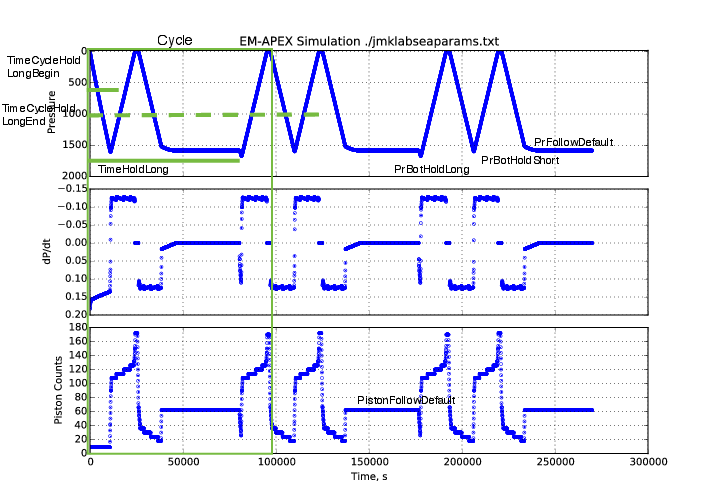 Cycle
EM-APEX Simulation ./jmklabseaparams.txt
TimeCycleHold
LongBegin
TimeCycleHold
LongEnd
Pressure
0
500
1000
1500
2000
PrFollowDefault
PrBotHold Short
TimeHoldLong
PrBotHoldLong
dP/dt
−0.15
−0.10
−0.05
0.00
0.05
0.10
0.15
0.20
Piston Counts
180
160
140
120
100
80
60
40
20
0
PistonFollowDefault
0 50000 100000 150000 200000 250000 300000
Time, s